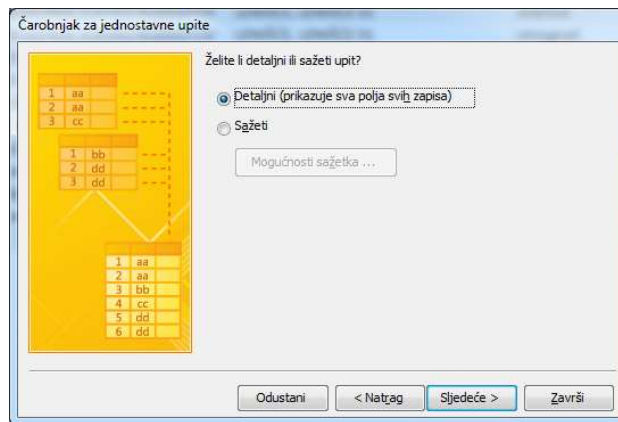 Čarobnjak za jednostavne upite
Želite li detaljni ili sažeti upit?
Detaljni (prikazuje sva polja svih zapisa)
Sažeti
Mogućnosti sažetka ...
1 aa
2 aa
3 cc
1 bb
2 dd
3 dd
1 aa
2 aa
3 bb
4 cc
5 dd
6 dd
Odustani
< Natrag
Sljedeće >
Završi